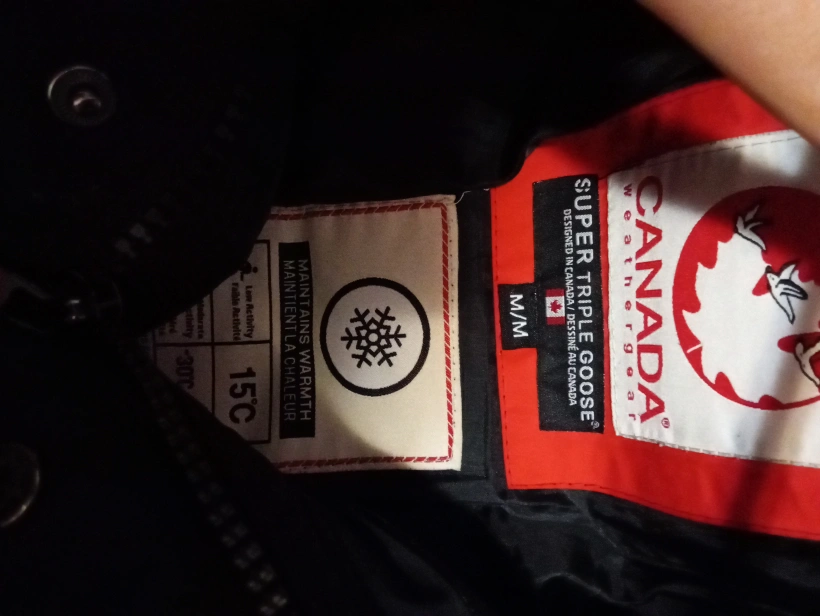 CANADA®
weathergear
SUPER TRIPLE GOOSE®
DESIGNED IN CANADA / DESSINÉ AU CANADA
M/M
MAINTAINS WARMTH
MAINTIENT LA CHALEUR
Low Activity
Faible Activité
15°C
-30°C